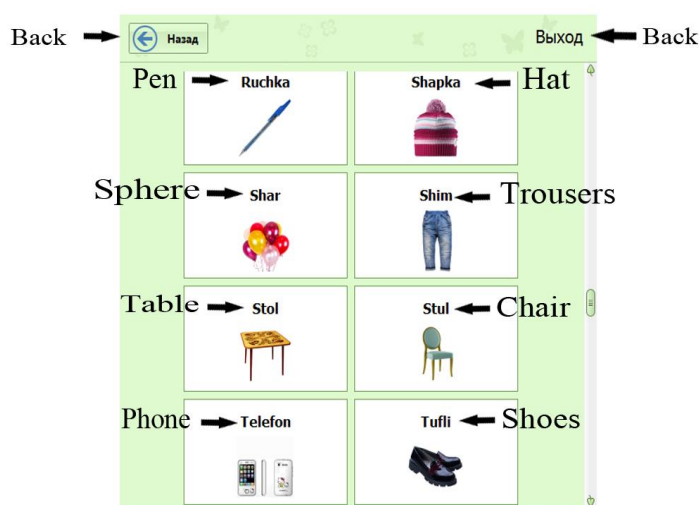 Back Назад Выход Back
Pen Ruchka Shapka Hat
Sphere Shar Shim Trousers
Table Stol Stul Chair
Phone Telefon Tufli Shoes